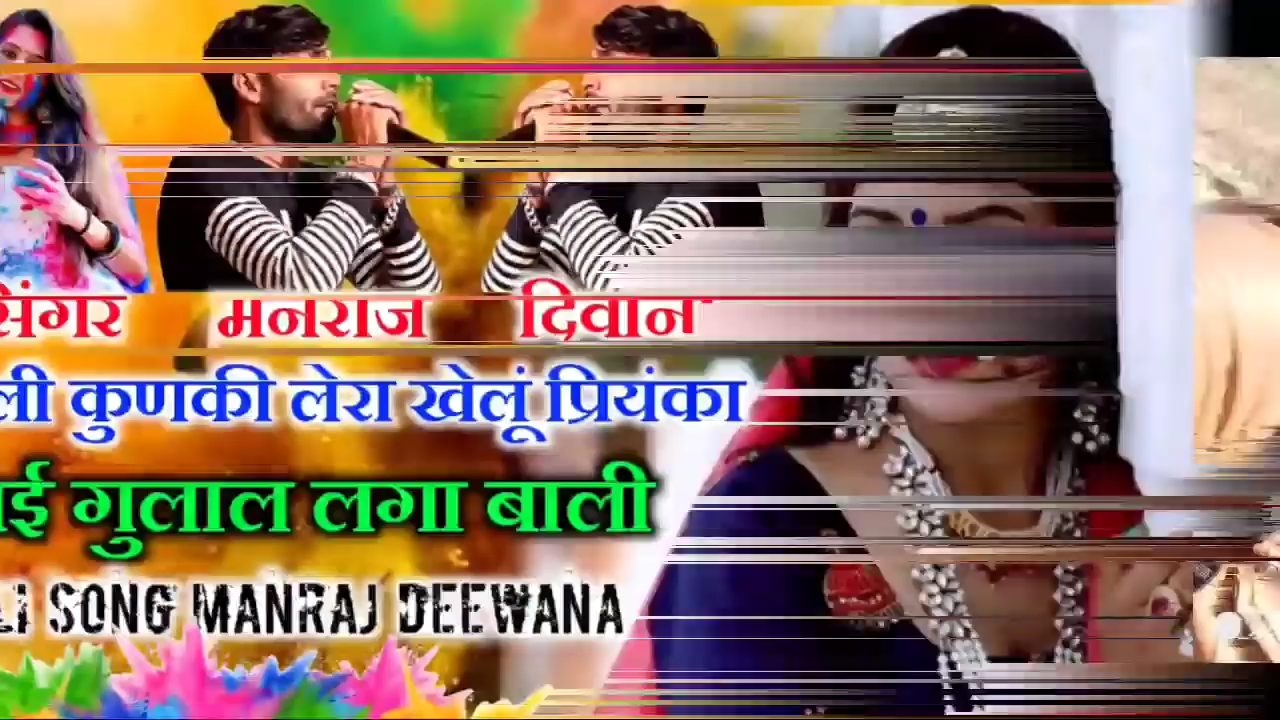 सिंगर मनराज दिवान
ली कुणकी लेरा खेलूं प्रियंका
ई गुलाल लगा बाली
LI SONG MANRAJ DEEWANA